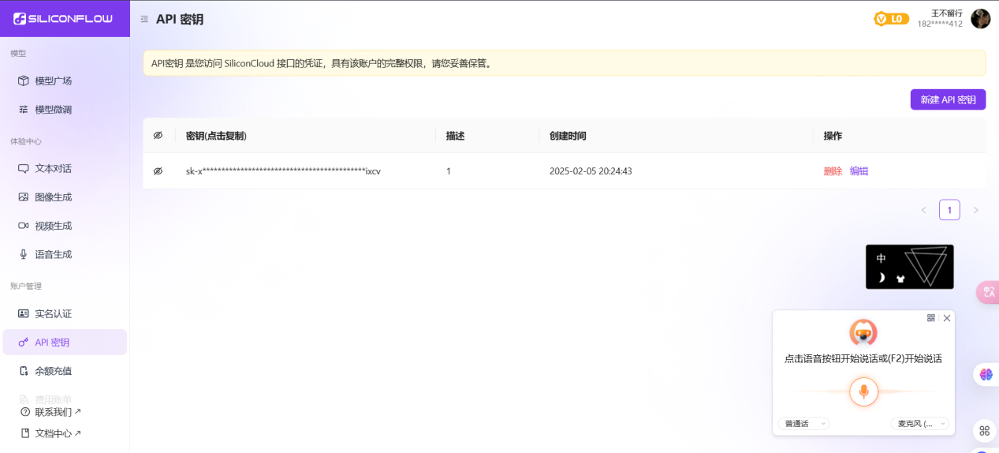 SILICONFLOW
API 密钥
L0
王不留行
182*****412
模型
模型广场
模型微调
体验中心
文本对话
图像生成
视频生成
语音生成
账户管理
实名认证
API 密钥
余额充值
费用账单
联系我们
文档中心
API密钥 是您访问 SiliconCloud 接口的凭证，具有该账户的完整权限，请您妥善保管。
新建 API 密钥
密钥(点击复制) 描述 创建时间 操作
sk-x********************************************ixcv 1 2025-02-05 20:24:43 删除 编辑
1
中
点击语音按钮开始说话或(F2)开始说话
普通话 麦克风 (...